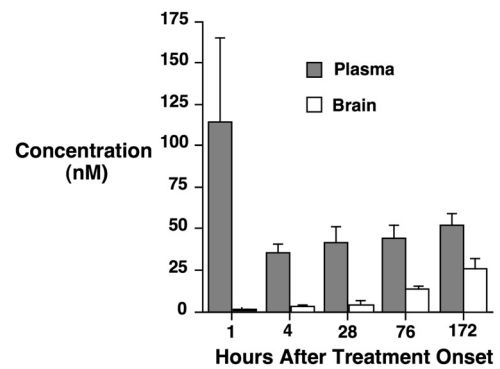 175
150
125
100
75
50
25
0
Concentration
(nM)
Plasma
Brain
1 4 28 76 172
Hours After Treatment Onset